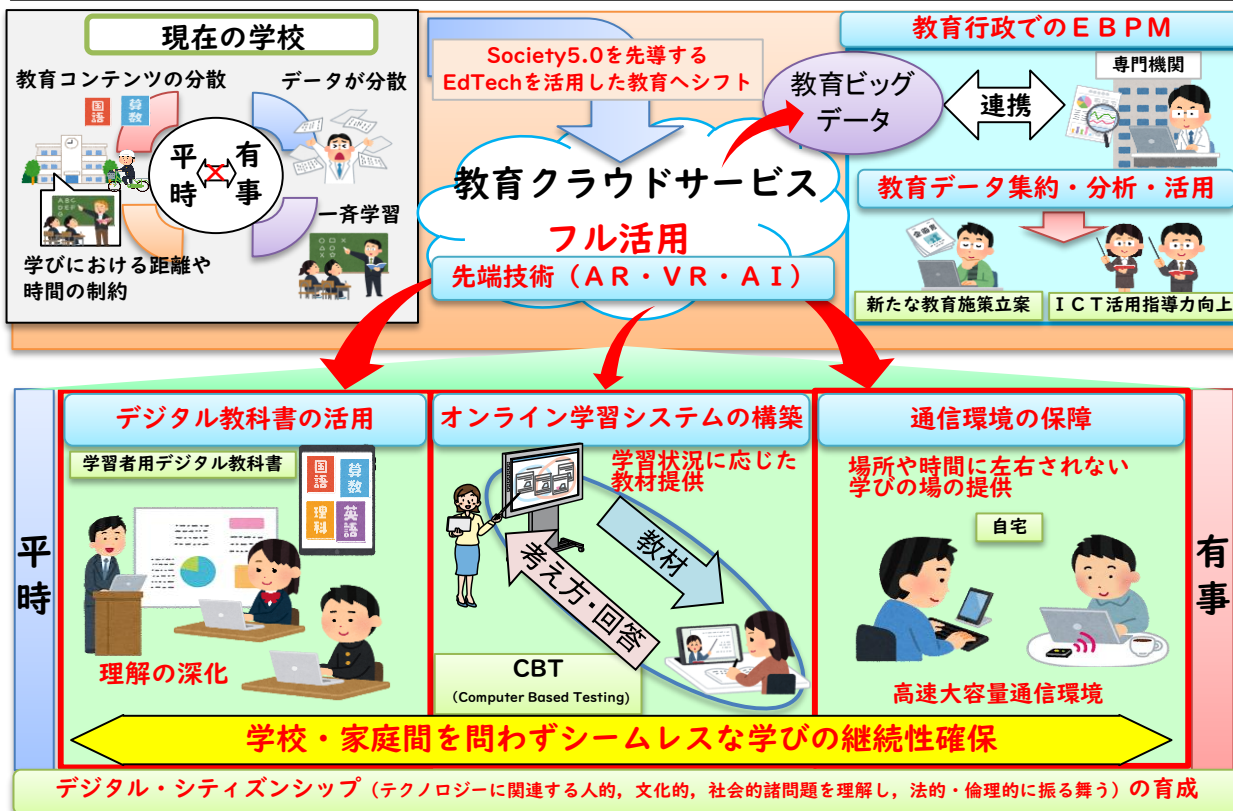 現在の学校
教育コンテンツの分散
データが分散
国語
算数
平時
有事
一斉学習
学びにおける距離や
時間の制約
Society5.0を先導する
EdTechを活用した教育へシフト
教育クラウドサービス
フル活用
先端技術（ＡＲ・ＶＲ・ＡＩ）
教育ビッグ
データ
教育行政でのＥＢＰＭ
連携
専門機関
教育データ集約・分析・活用
新たな教育施策立案
ＩＣＴ活用指導力向上
平時
有事
デジタル教科書の活用
学習者用デジタル教科書
国語
算数
理科
英語
理解の深化
オンライン学習システムの構築
学習状況に応じた
教材提供
教材
考え方・回答
CBT
(Computer Based Testing)
通信環境の保障
場所や時間に左右されない
学びの場の提供
自宅
高速大容量通信環境
学校・家庭間を問わずシームレスな学びの継続性確保
デジタル・シティズンシップ（テクノロジーに関連する人的，文化的，社会的諸問題を理解し，法的・倫理的に振る舞う）の育成